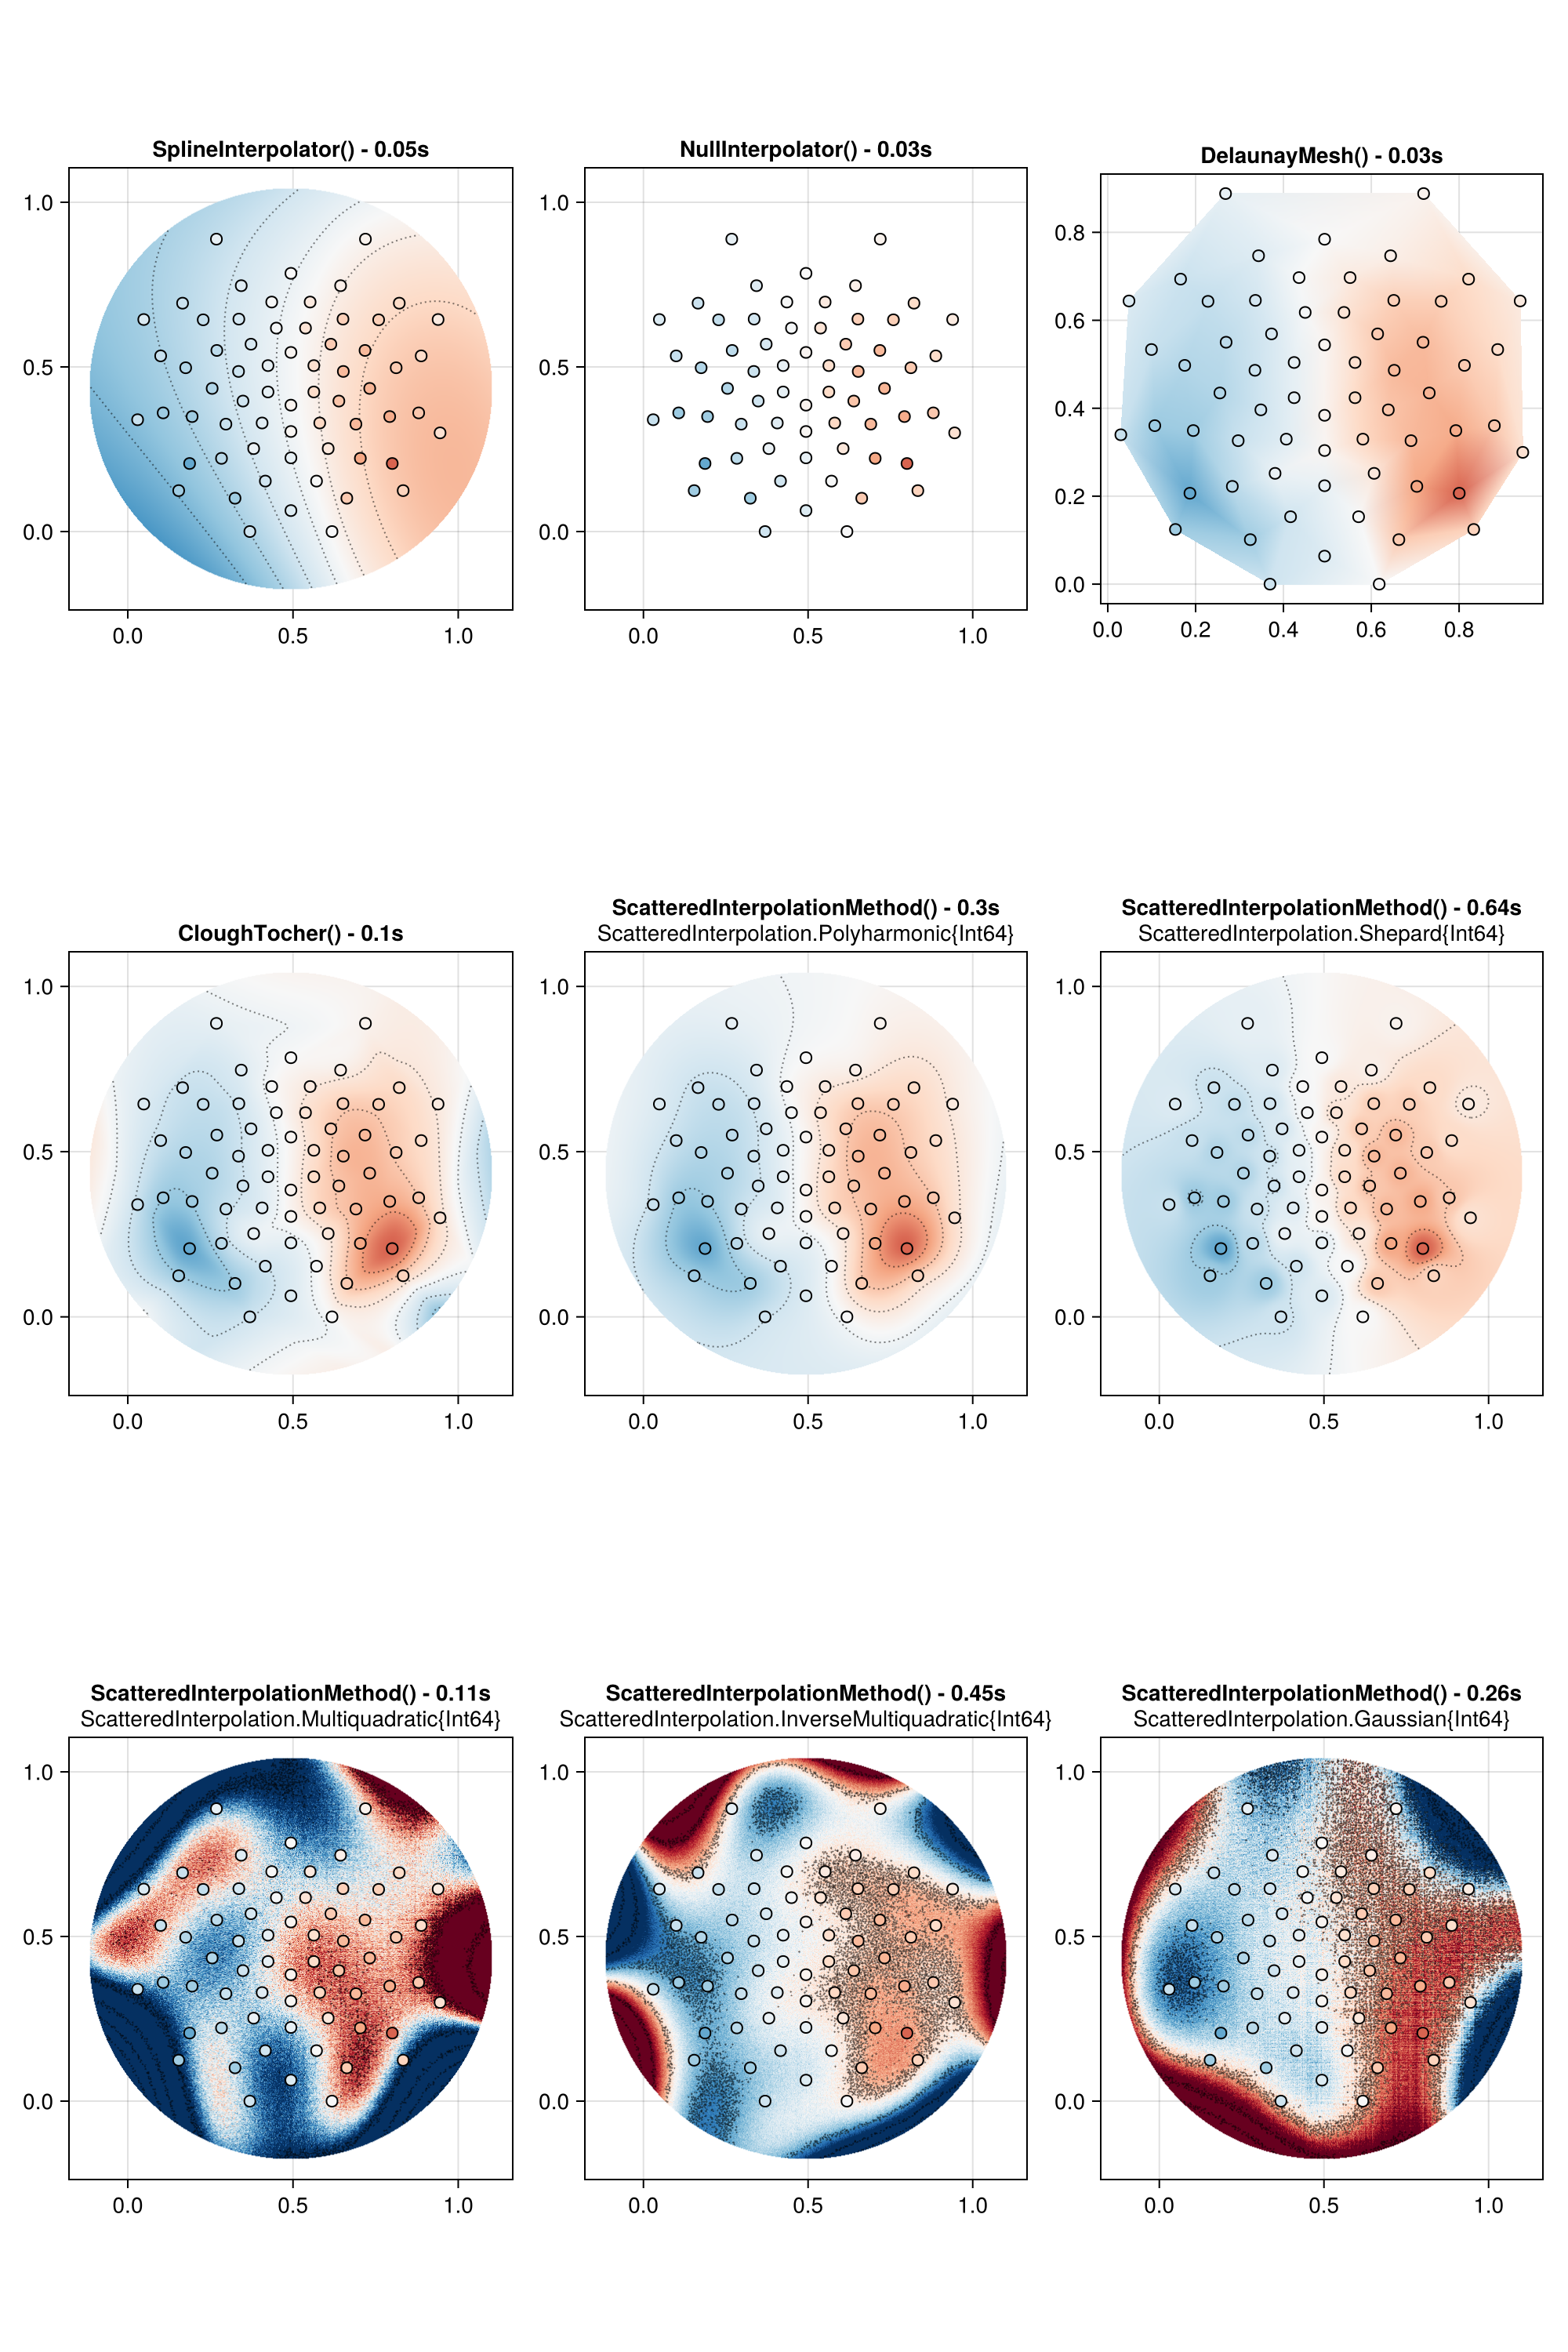 SplineInterpolator() - 0.05s
1.0
0.5
0.0
0.0 0.5 1.0
NullInterpolator() - 0.03s
1.0
0.5
0.0
0.0 0.5 1.0
DelaunayMesh() - 0.03s
0.8
0.6
0.4
0.2
0.0
0.0 0.2 0.4 0.6 0.8
CloughTocher() - 0.1s
1.0
0.5
0.0
0.0 0.5 1.0
ScatteredInterpolationMethod() - 0.3s
ScatteredInterpolation.Polyharmonic{Int64}
1.0
0.5
0.0
0.0 0.5 1.0
ScatteredInterpolationMethod() - 0.64s
ScatteredInterpolation.Shepard{Int64}
1.0
0.5
0.0
0.0 0.5 1.0
ScatteredInterpolationMethod() - 0.11s
ScatteredInterpolation.Multiquadratic{Int64}
1.0
0.5
0.0
0.0 0.5 1.0
ScatteredInterpolationMethod() - 0.45s
ScatteredInterpolation.InverseMultiquadratic{Int64}
1.0
0.5
0.0
0.0 0.5 1.0
ScatteredInterpolationMethod() - 0.26s
ScatteredInterpolation.Gaussian{Int64}
1.0
0.5
0.0
0.0 0.5 1.0